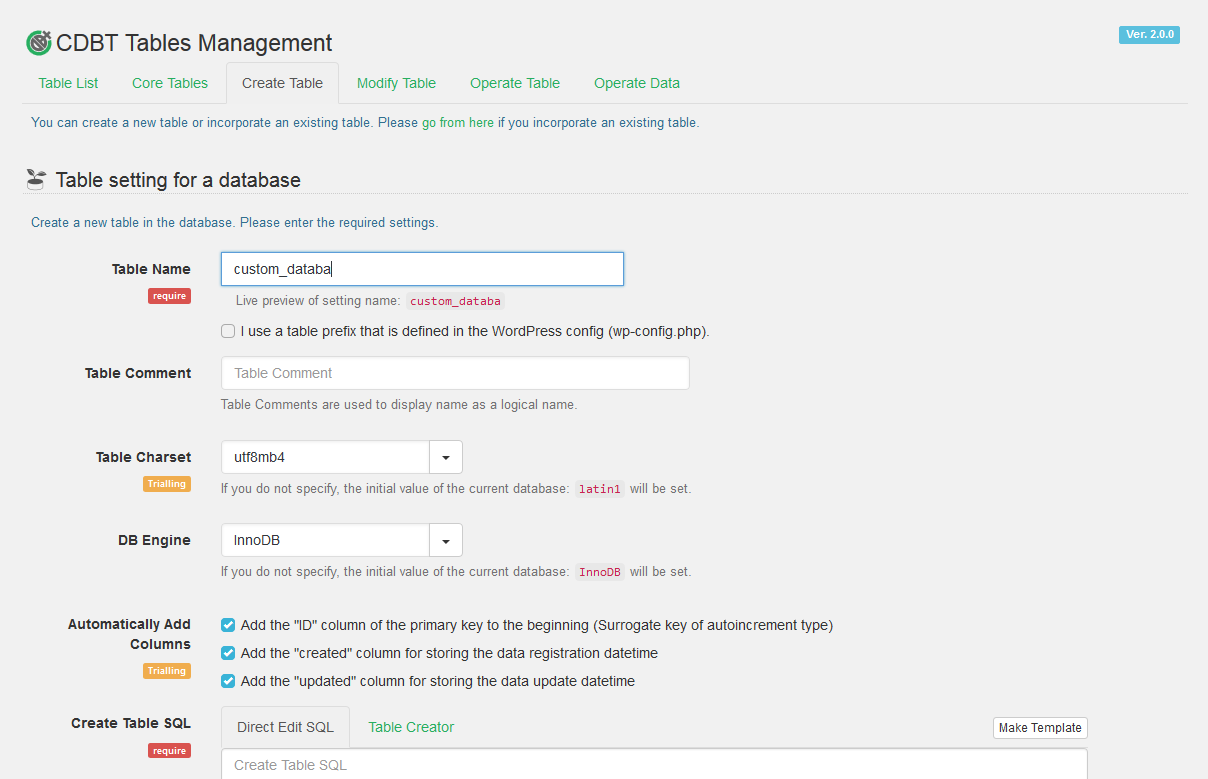 CDBT Tables Management
Ver. 2.0.0
Table List Core Tables Create Table Modify Table Operate Table Operate Data
You can create a new table or incorporate an existing table. Please go from here if you incorporate an existing table.
Table setting for a database
Create a new table in the database. Please enter the required settings.
Table Name custom_databa
require
Live preview of setting name: custom_databa
I use a table prefix that is defined in the WordPress config (wp-config.php).
Table Comment Table Comment
Table Comments are used to display name as a logical name.
Table Charset utf8mb4
Trialling
If you do not specify, the initial value of the current database: latin1 will be set.
DB Engine InnoDB
If you do not specify, the initial value of the current database: InnoDB will be set.
Automatically Add
Columns
Trialling
Add the "ID" column of the primary key to the beginning (Surrogate key of autoincrement type)
Add the "created" column for storing the data registration datetime
Add the "updated" column for storing the data update datetime
Create Table SQL
require
Direct Edit SQL Table Creator Make Template
Create Table SQL